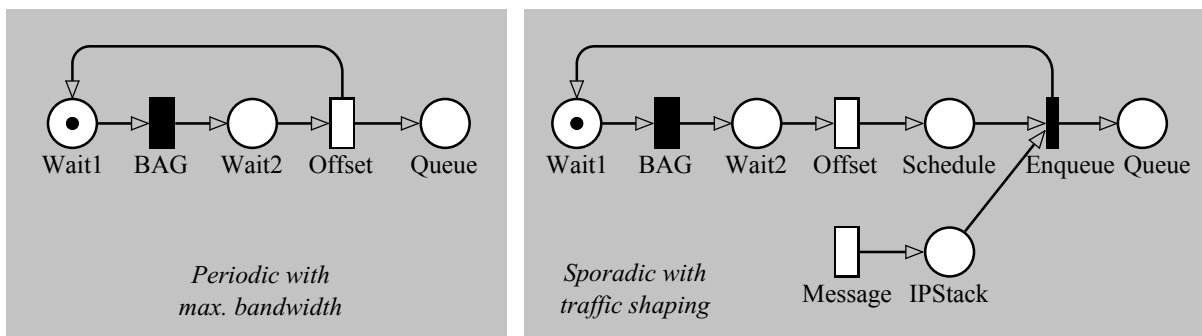 Wait1 BAG Wait2 Offset Queue
Periodic with
max. bandwidth
Wait1 BAG Wait2 Offset Schedule Enqueue Queue
Sporadic with
traffic shaping
Message IPStack